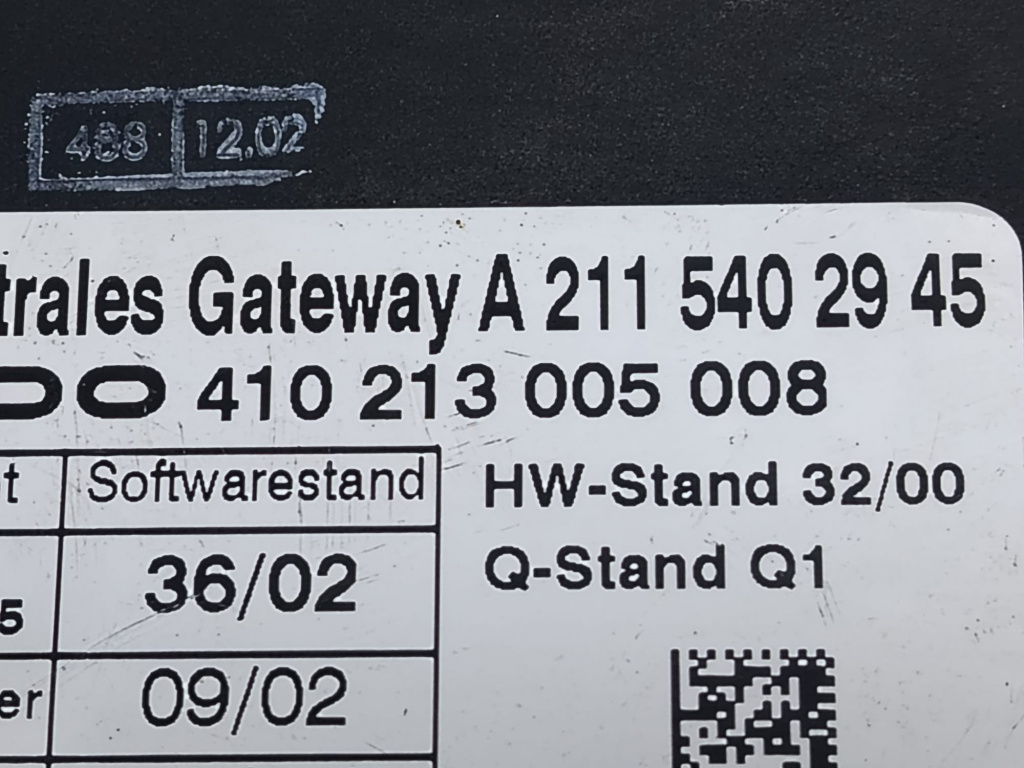 488 12.02
trales Gateway A 211 540 29 45
DO 410 213 005 008
t Softwarestand
HW-Stand 32/00
36/02
Q-Stand Q1
5
er 09/02